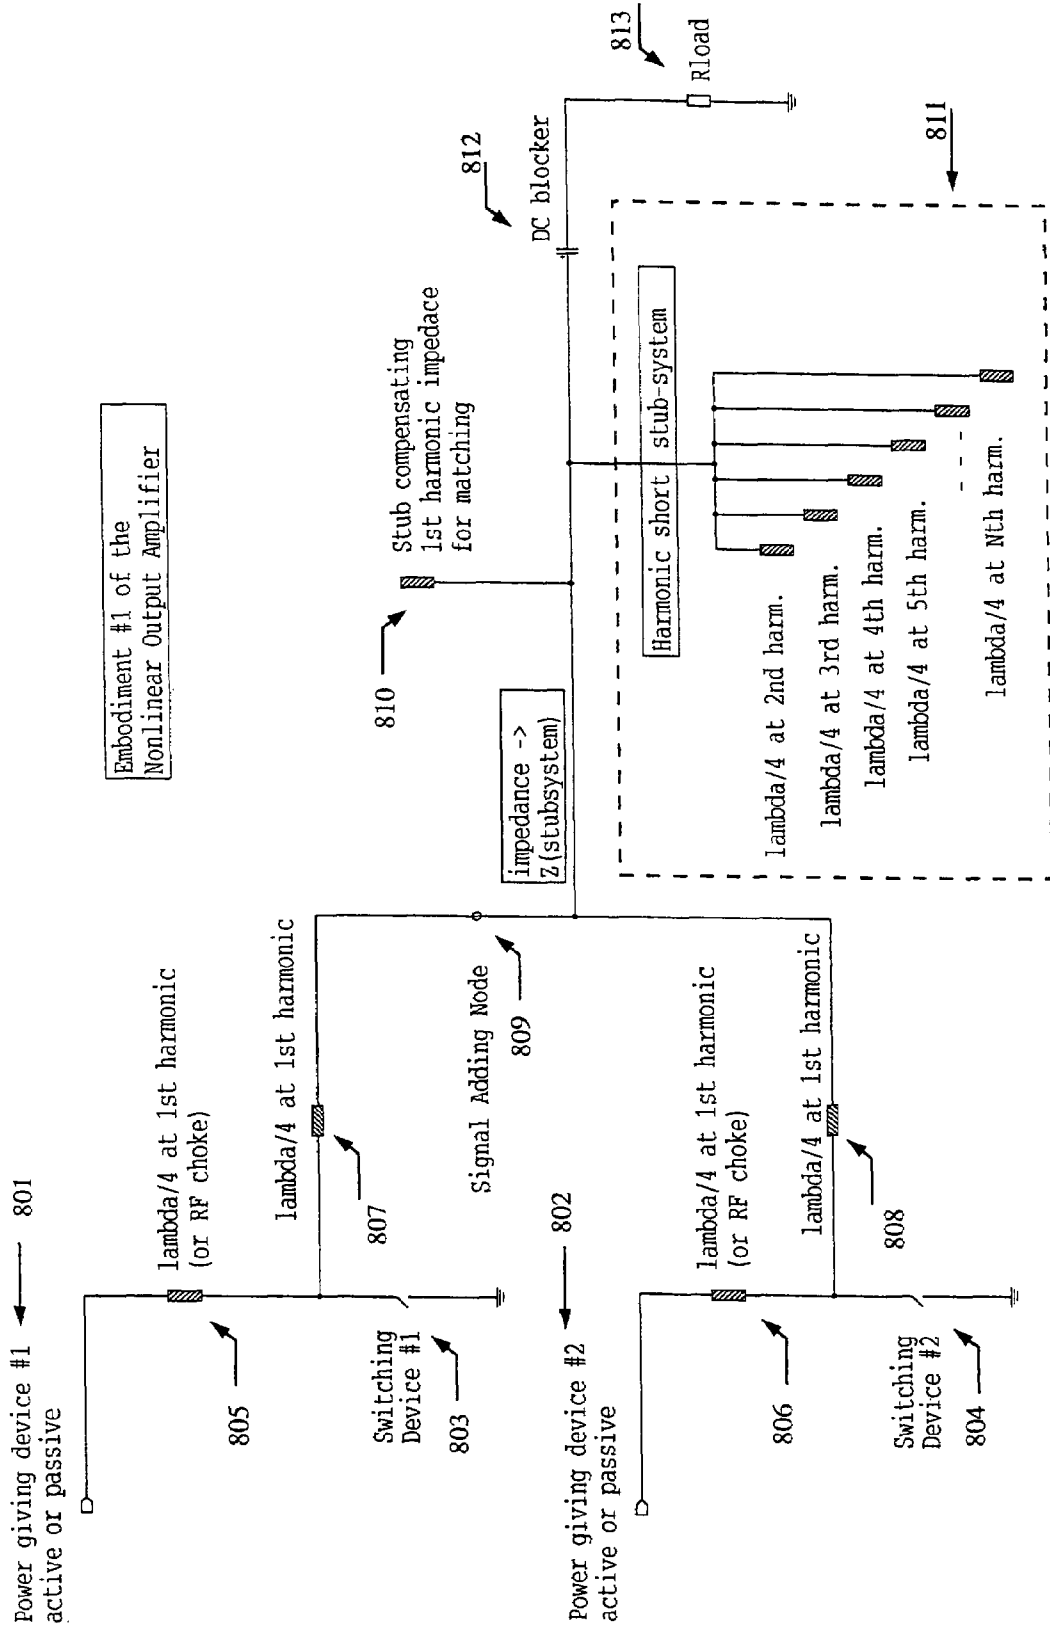 Embodiment #1 of the
Nonlinear Output Amplifier
Power giving device #1
active or passive
801
lambda/4 at 1st harmonic
(or RF choke)
805
lambda/4 at 1st harmonic
807
Switching
Device #1
803
Signal Adding Node
809
Power giving device #2
active or passive
802
lambda/4 at 1st harmonic
(or RF choke)
806
lambda/4 at 1st harmonic
808
Switching
Device #2
804
impedance ->
Z(stubsystem)
810
Stub compensating
1st harmonic impedace
for matching
812
DC blocker
813
Rload
Harmonic short stub-system
lambda/4 at 2nd harm.
lambda/4 at 3rd harm.
lambda/4 at 4th harm.
lambda/4 at 5th harm.
lambda/4 at Nth harm.
811